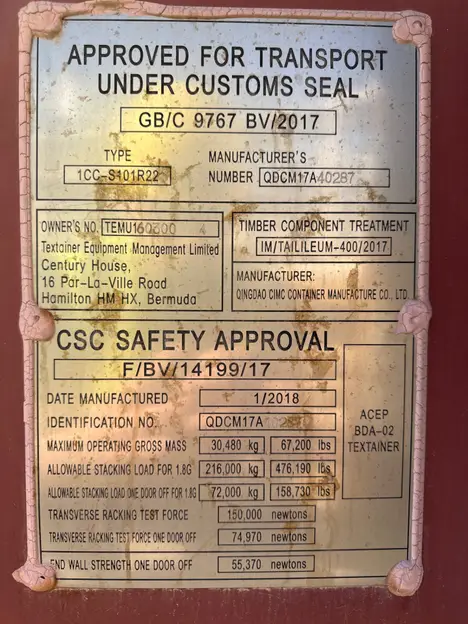 APPROVED FOR TRANSPORT
UNDER CUSTOMS SEAL
GB/C 9767 BV/2017
TYPE
1CC-S101R22
MANUFACTURER'S
NUMBER QDCM17A40287
OWNER'S NO.
Textainer Equipment Management Limited
Century House,
16 Par-La-Ville Road
Hamilton HM HX, Bermuda
TIMBER COMPONENT TREATMENT
IM/TAILILEUM-400/2017
MANUFACTURER:
QINGDAO CIMC CONTAINER MANUFACTURE CO., LTD.
CSC SAFETY APPROVAL
F/BV/14199/17
DATE MANUFACTURED 1/2018
IDENTIFICATION NO.
MAXIMUM OPERATING GROSS MASS 30,480 kg 67,200 lbs
ALLOWABLE STACKING LOAD FOR 1.8G 216,000 kg 476,190 lbs
ALLOWABLE STACKING LOAD ONE DOOR OFF FOR 1.8G 72,000 kg 158,730 lbs
TRANSVERSE RACKING TEST FORCE 150,000 newtons
TRANSVERSE RACKING TEST FORCE ONE DOOR OFF 74,970 newtons
END WALL STRENGTH ONE DOOR OFF 55,370 newtons
ACEP
BDA-02
TEXTAINER